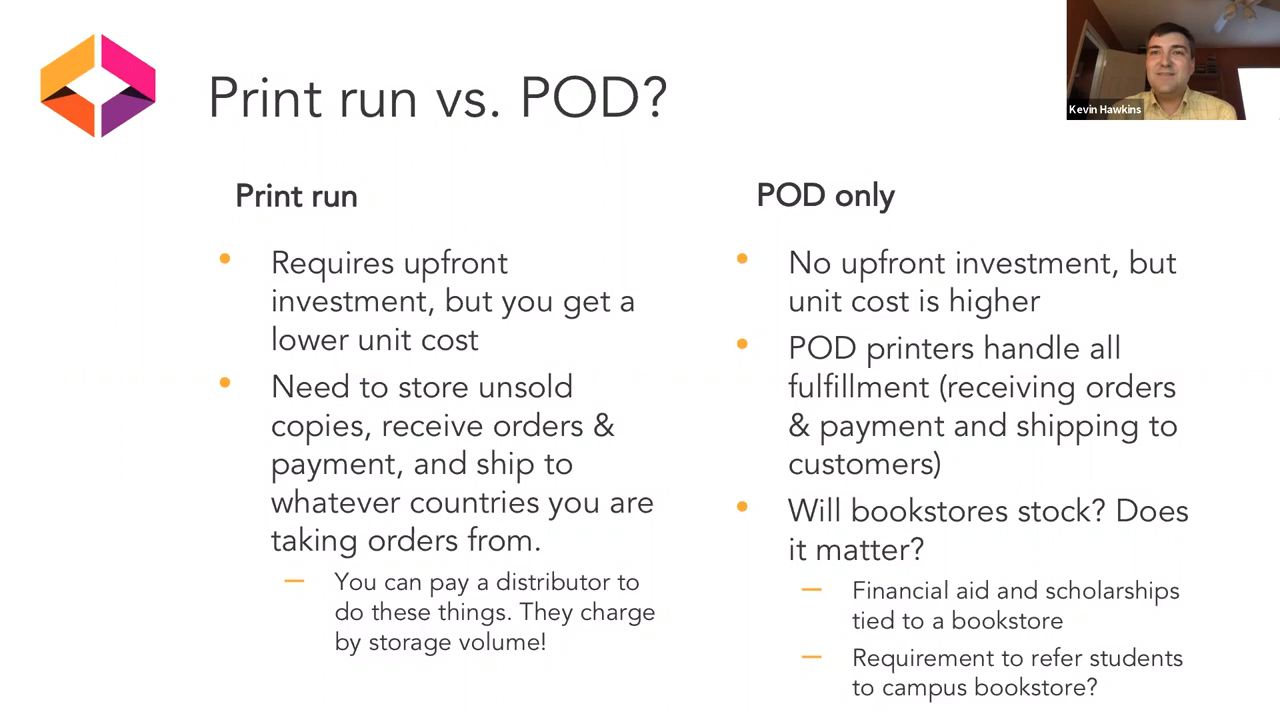 Print run vs. POD?
Kevin Hawkins
Print run
• Requires upfront
investment, but you get a
lower unit cost
• Need to store unsold
copies, receive orders &
payment, and ship to
whatever countries you are
taking orders from.
— You can pay a distributor to
do these things. They charge
by storage volume!
POD only
• No upfront investment, but
unit cost is higher
• POD printers handle all
fulfillment (receiving orders
& payment and shipping to
customers)
• Will bookstores stock? Does
it matter?
— Financial aid and scholarships
tied to a bookstore
— Requirement to refer students
to campus bookstore?